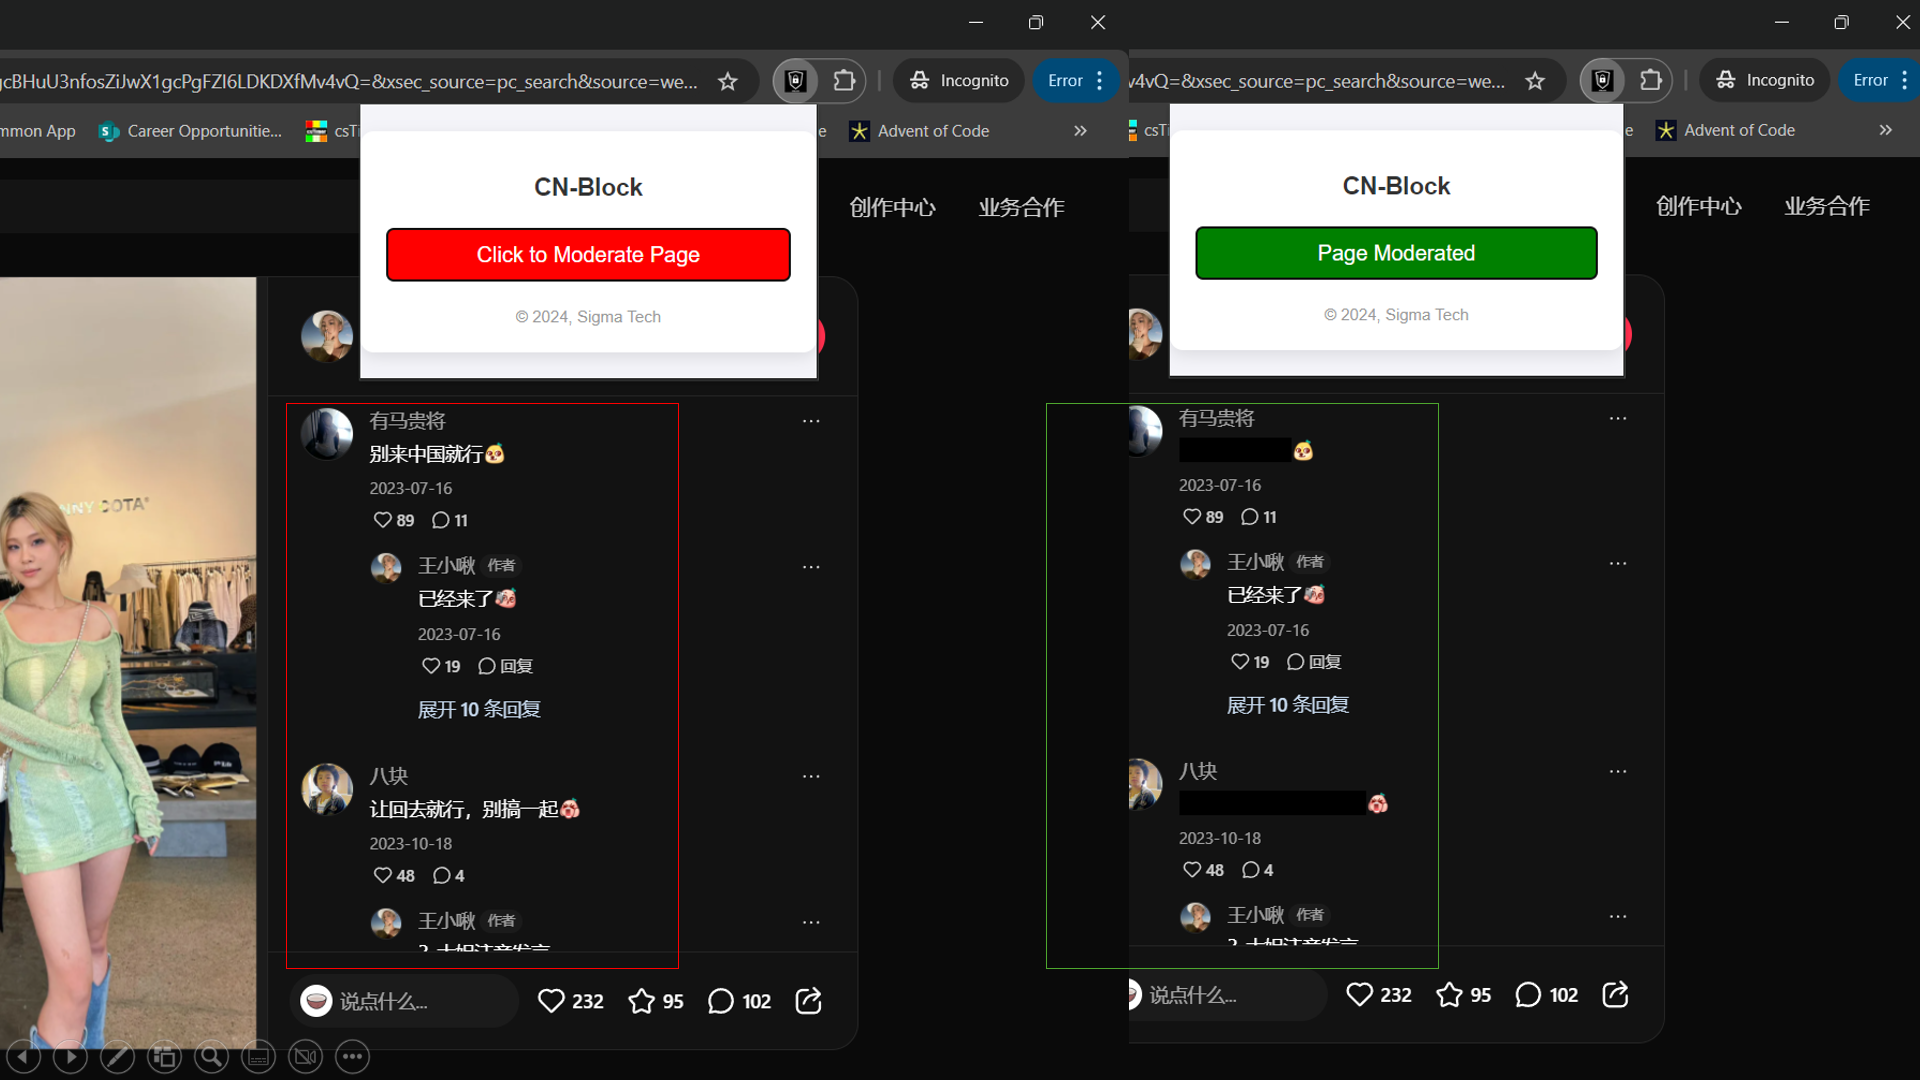 gcBHuU3nfosZiJwX1gcPgFZI6LDKDXfMv4vQ=&xsec_source=pc_search&source=we...
Incognito
Error
mmon App
Career Opportunitie...
csTi
e
Advent of Code
»
CN-Block
Click to Moderate Page
© 2024, Sigma Tech
创作中心
业务合作
有马贵将
别来中国就行
2023-07-16
89
11
王小啾 作者
已经来了
2023-07-16
19
回复
展开 10 条回复
八块
让回去就行，别搞一起
2023-10-18
48
4
王小啾 作者
说点什么...
232
95
102
v4vQ=&xsec_source=pc_search&source=we...
Incognito
Error
csTi
e
Advent of Code
»
CN-Block
Page Moderated
© 2024, Sigma Tech
创作中心
业务合作
有马贵将
2023-07-16
89
11
王小啾 作者
已经来了
2023-07-16
19
回复
展开 10 条回复
八块
2023-10-18
48
4
王小啾 作者
说点什么...
232
95
102